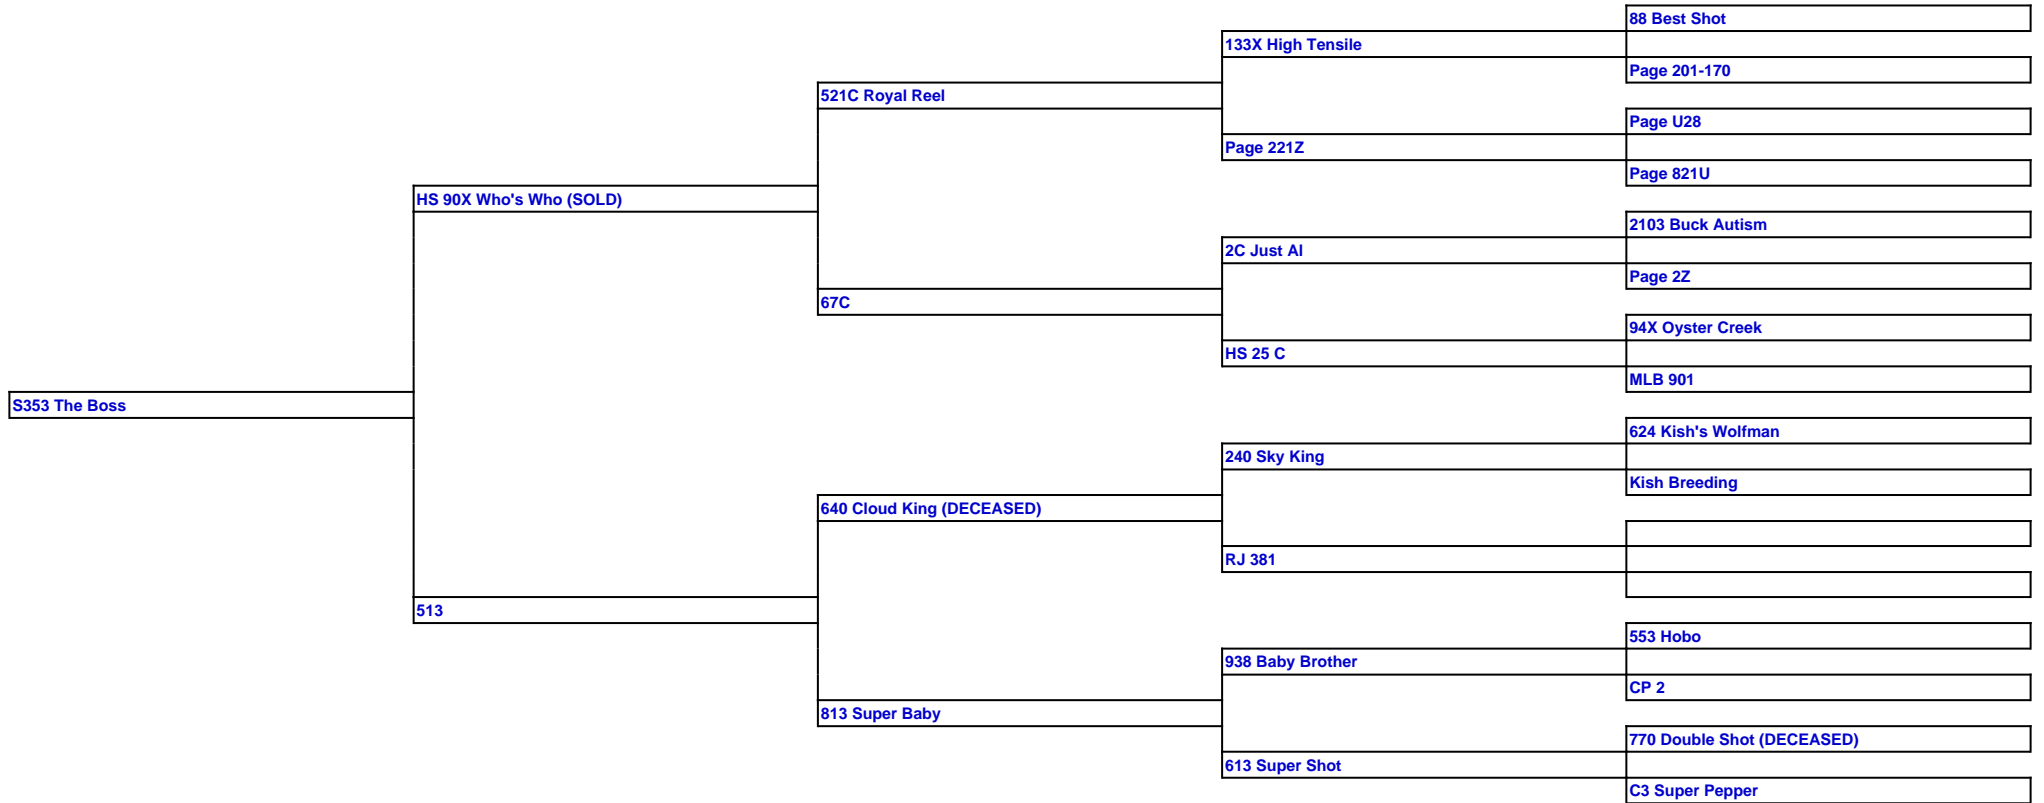 88 Best Shot
133X High Tensile
Page 201-170
521C Royal Reel
Page U28
Page 221Z
Page 821U
HS 90X Who's Who (SOLD)
2103 Buck Autism
2C Just AI
Page 2Z
67C
94X Oyster Creek
HS 25 C
MLB 901
S353 The Boss
624 Kish's Wolfman
240 Sky King
Kish Breeding
640 Cloud King (DECEASED)
RJ 381
513
553 Hobo
938 Baby Brother
CP 2
813 Super Baby
770 Double Shot (DECEASED)
613 Super Shot
C3 Super Pepper